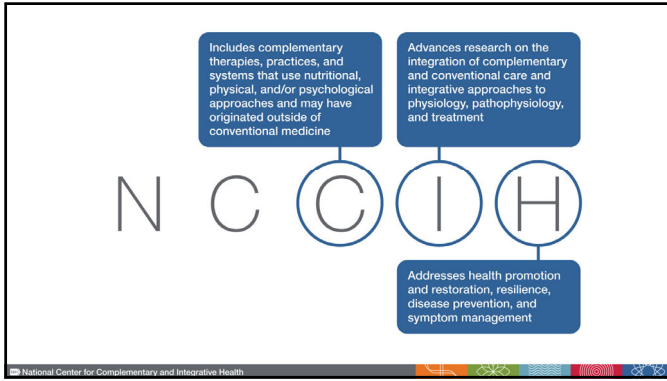 Includes complementary
therapies, practices, and
systems that use nutritional,
physical, and/or psychological
approaches and may have
originated outside of
conventional medicine
Advances research on the
integration of complementary
and conventional care and
integrative approaches to
physiology, pathophysiology,
and treatment
N C C I H
Addresses health promotion
and restoration, resilience,
disease prevention, and
symptom management
NIH National Center for Complementary and Integrative Health